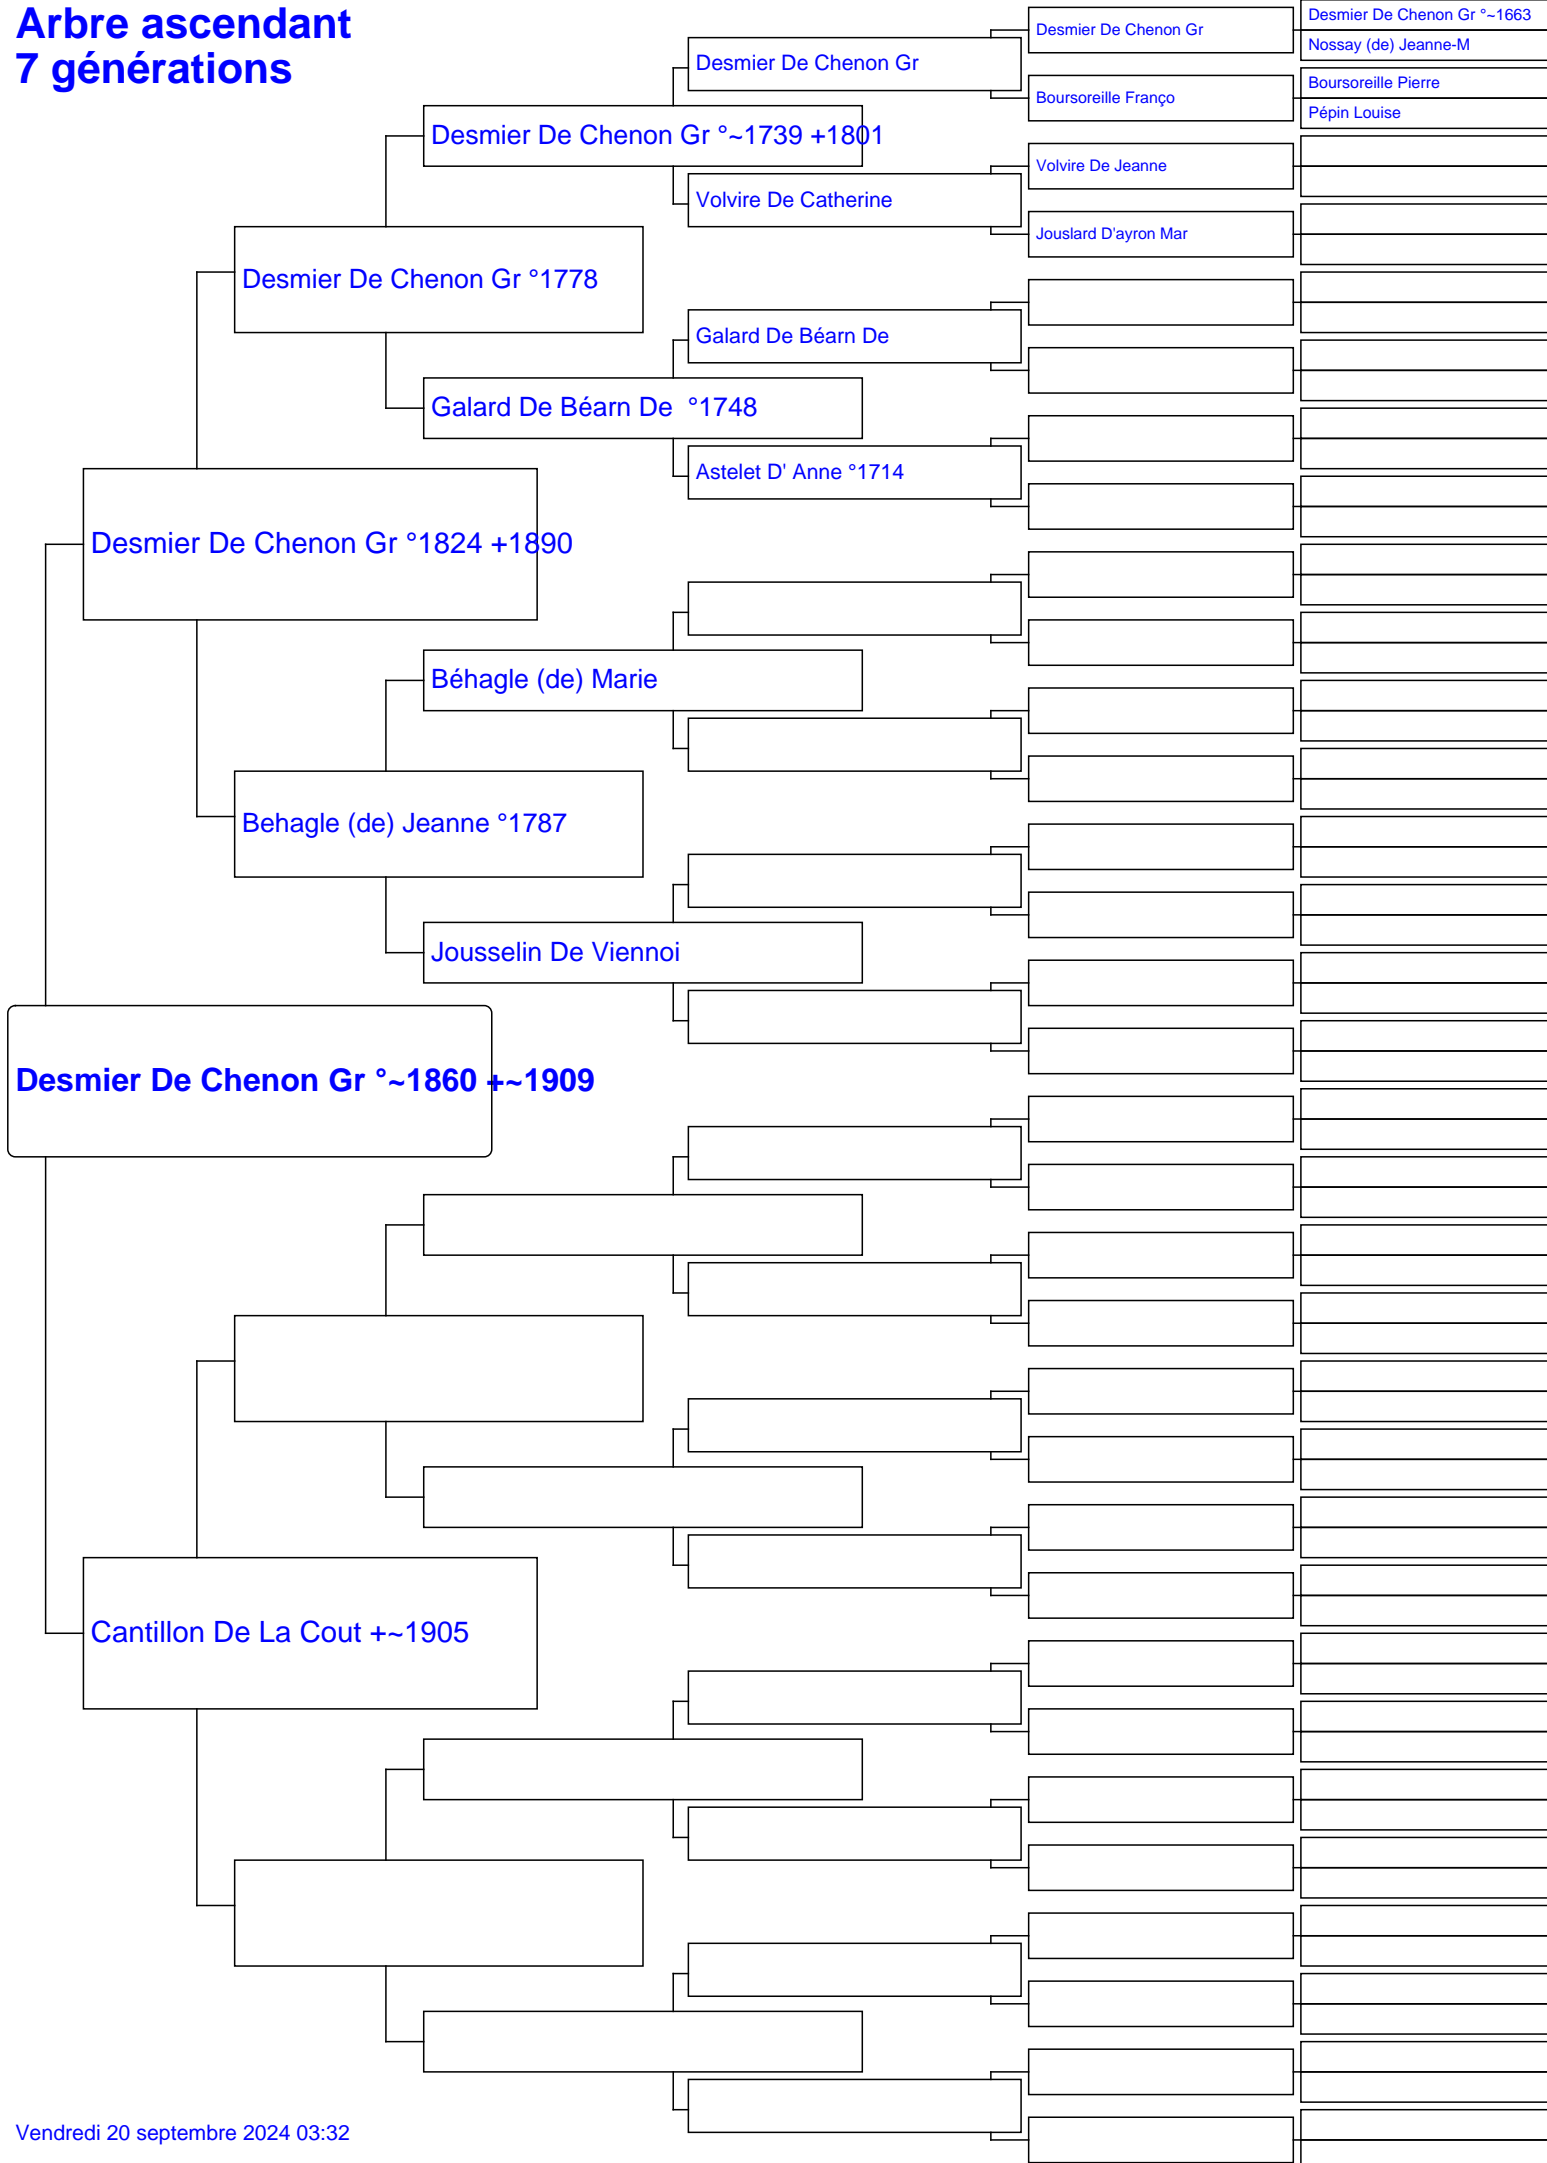 Arbre ascendant
7 générations
Desmier De Chenon Gr °~1663
Desmier De Chenon Gr
Nossay (de) Jeanne-M
Desmier De Chenon Gr
Boursoreille Pierre
Boursoreille Franço
Pépin Louise
Desmier De Chenon Gr °~1739 +1801
Volvire De Jeanne
Volvire De Catherine
Jouslard D'ayron Mar
Desmier De Chenon Gr °1778
Galard De Béarn De
Galard De Béarn De  °1748
Astelet D' Anne °1714
Desmier De Chenon Gr °1824 +1890
Béhagle (de) Marie
Behagle (de) Jeanne °1787
Jousselin De Viennoi
Desmier De Chenon Gr °~1860 +~1909
Cantillon De La Cout +~1905
Vendredi 20 septembre 2024 03:32